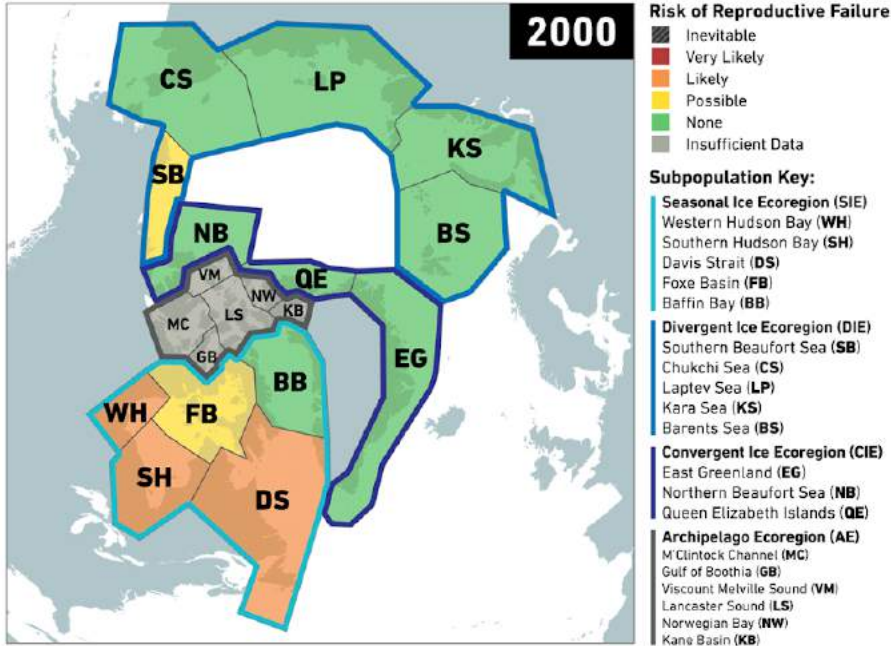 2000
CS
LP
KS
SB
BS
NB
VM
QE
NW
MC
LS
KB
GB
EG
BB
WH
FB
SH
DS
Risk of Reproductive Failure
Inevitable
Very Likely
Likely
Possible
None
Insufficient Data
Subpopulation Key:
Seasonal Ice Ecoregion (SIE)
Western Hudson Bay (WH)
Southern Hudson Bay (SH)
Davis Strait (DS)
Foxe Basin (FB)
Baffin Bay (BB)
Divergent Ice Ecoregion (DIE)
Southern Beaufort Sea (SB)
Chukchi Sea (CS)
Laptev Sea (LP)
Kara Sea (KS)
Barents Sea (BS)
Convergent Ice Ecoregion (CIE)
East Greenland (EG)
Northern Beaufort Sea (NB)
Queen Elizabeth Islands (QE)
Archipelago Ecoregion (AE)
M'Clintock Channel (MC)
Gulf of Boothia (GB)
Viscount Melville Sound (VM)
Lancaster Sound (LS)
Norwegian Bay (NW)
Kane Basin (KB)